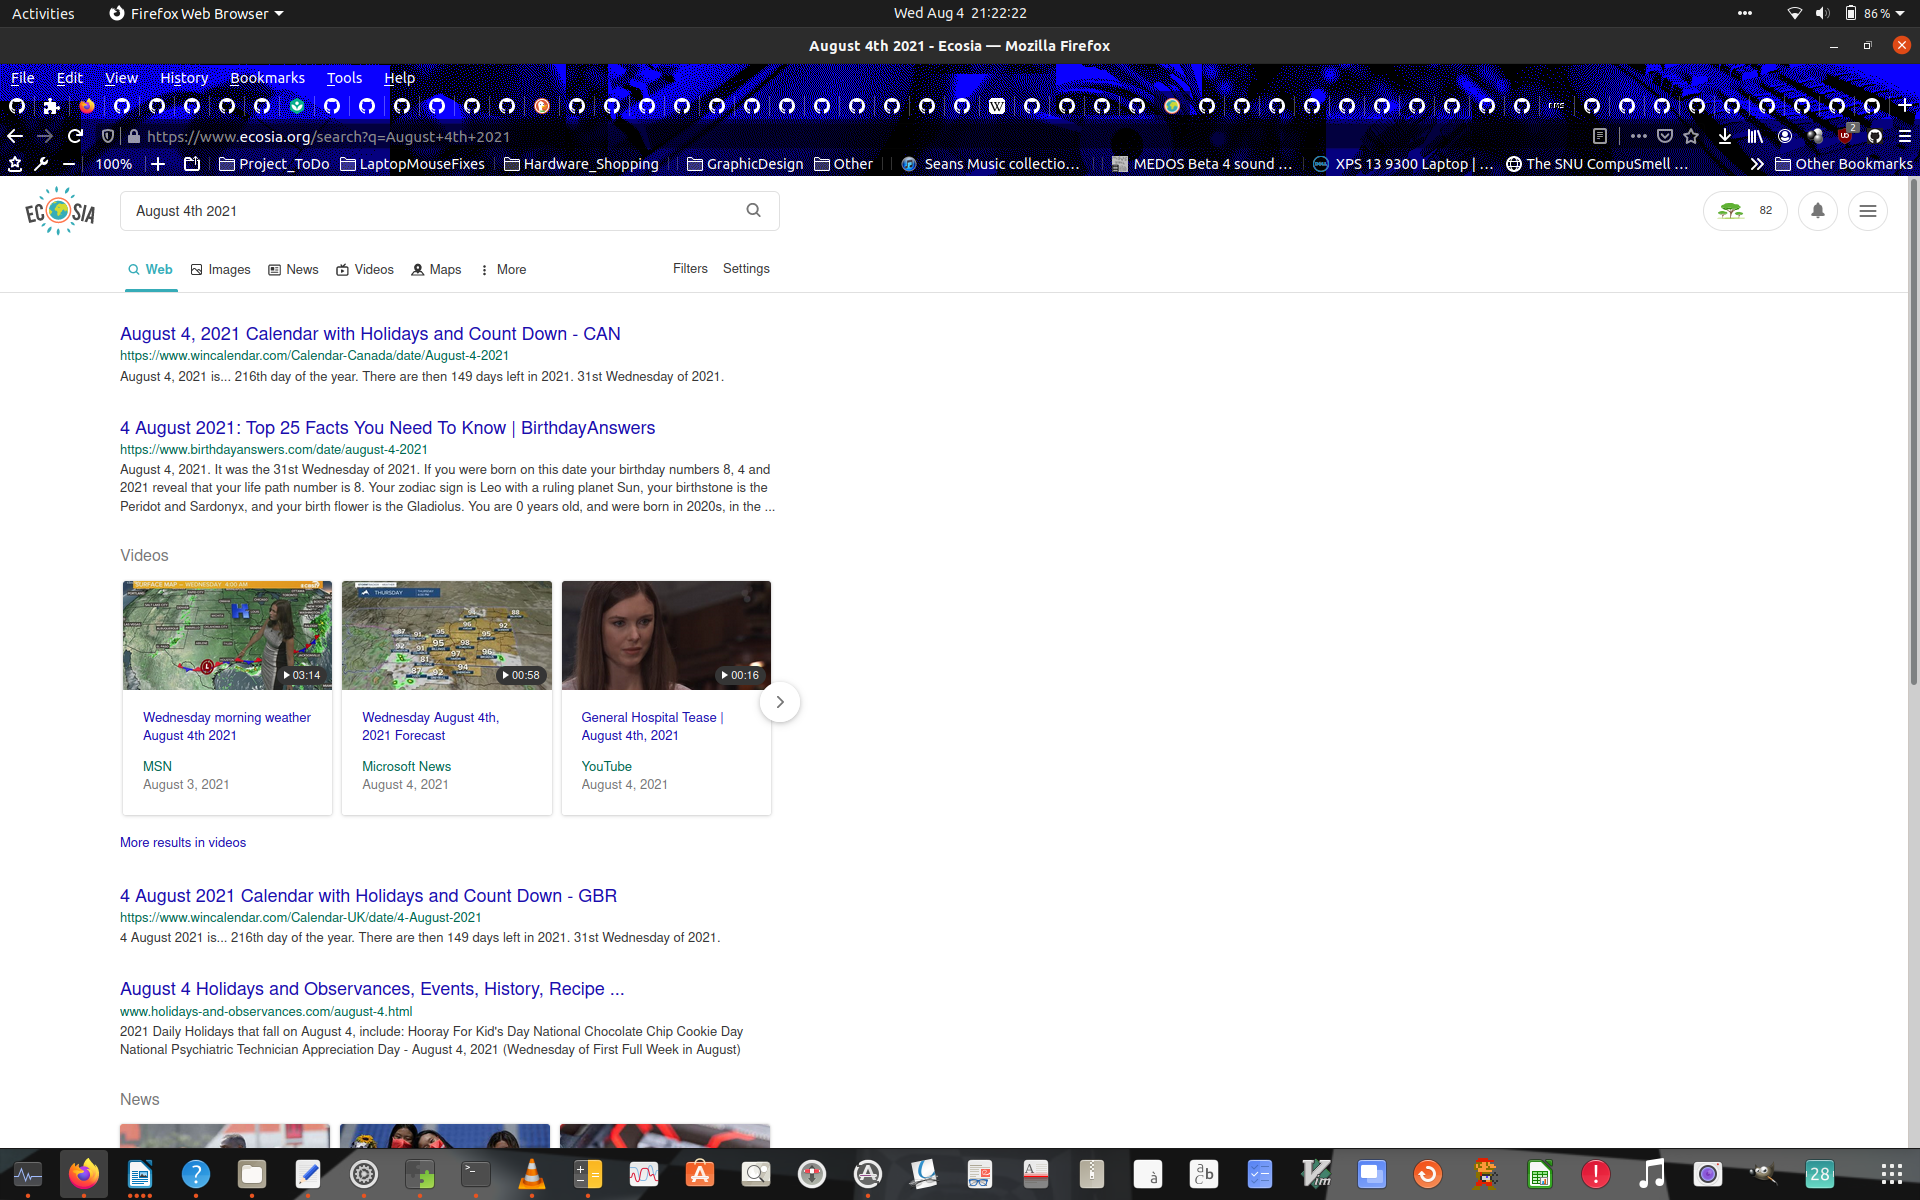 Activities
Firefox Web Browser
Wed Aug 4 21:22:22
86 %
August 4th 2021 - Ecosia — Mozilla Firefox
File Edit View History Bookmarks Tools Help
https://www.ecosia.org/search?q=August+4th+2021
2
100%
Project_ToDo
LaptopMouseFixes
Hardware_Shopping
GraphicDesign
Other
Seans Music collectio…
MEDOS Beta 4 sound …
XPS 13 9300 Laptop | …
The SNU CompuSmell …
Other Bookmarks
ECOSIA
August 4th 2021
82
Web
Images
News
Videos
Maps
More
Filters
Settings
August 4, 2021 Calendar with Holidays and Count Down - CAN
https://www.wincalendar.com/Calendar-Canada/date/August-4-2021
August 4, 2021 is... 216th day of the year. There are then 149 days left in 2021. 31st Wednesday of 2021.
4 August 2021: Top 25 Facts You Need To Know | BirthdayAnswers
https://www.birthdayanswers.com/date/august-4-2021
August 4, 2021. It was the 31st Wednesday of 2021. If you were born on this date your birthday numbers 8, 4 and
2021 reveal that your life path number is 8. Your zodiac sign is Leo with a ruling planet Sun, your birthstone is the
Peridot and Sardonyx, and your birth flower is the Gladiolus. You are 0 years old, and were born in 2020s, in the ...
Videos
SURFACE MAP — WEDNESDAY 4:00 AM
H
L
03:14
Wednesday morning weather
August 4th 2021
MSN
August 3, 2021
THURSDAY
00:58
Wednesday August 4th,
2021 Forecast
Microsoft News
August 4, 2021
00:16
General Hospital Tease |
August 4th, 2021
YouTube
August 4, 2021
More results in videos
4 August 2021 Calendar with Holidays and Count Down - GBR
https://www.wincalendar.com/Calendar-UK/date/4-August-2021
4 August 2021 is... 216th day of the year. There are then 149 days left in 2021. 31st Wednesday of 2021.
August 4 Holidays and Observances, Events, History, Recipe ...
www.holidays-and-observances.com/august-4.html
2021 Daily Holidays that fall on August 4, include: Hooray For Kid's Day National Chocolate Chip Cookie Day
National Psychiatric Technician Appreciation Day - August 4, 2021 (Wednesday of First Full Week in August)
News
28